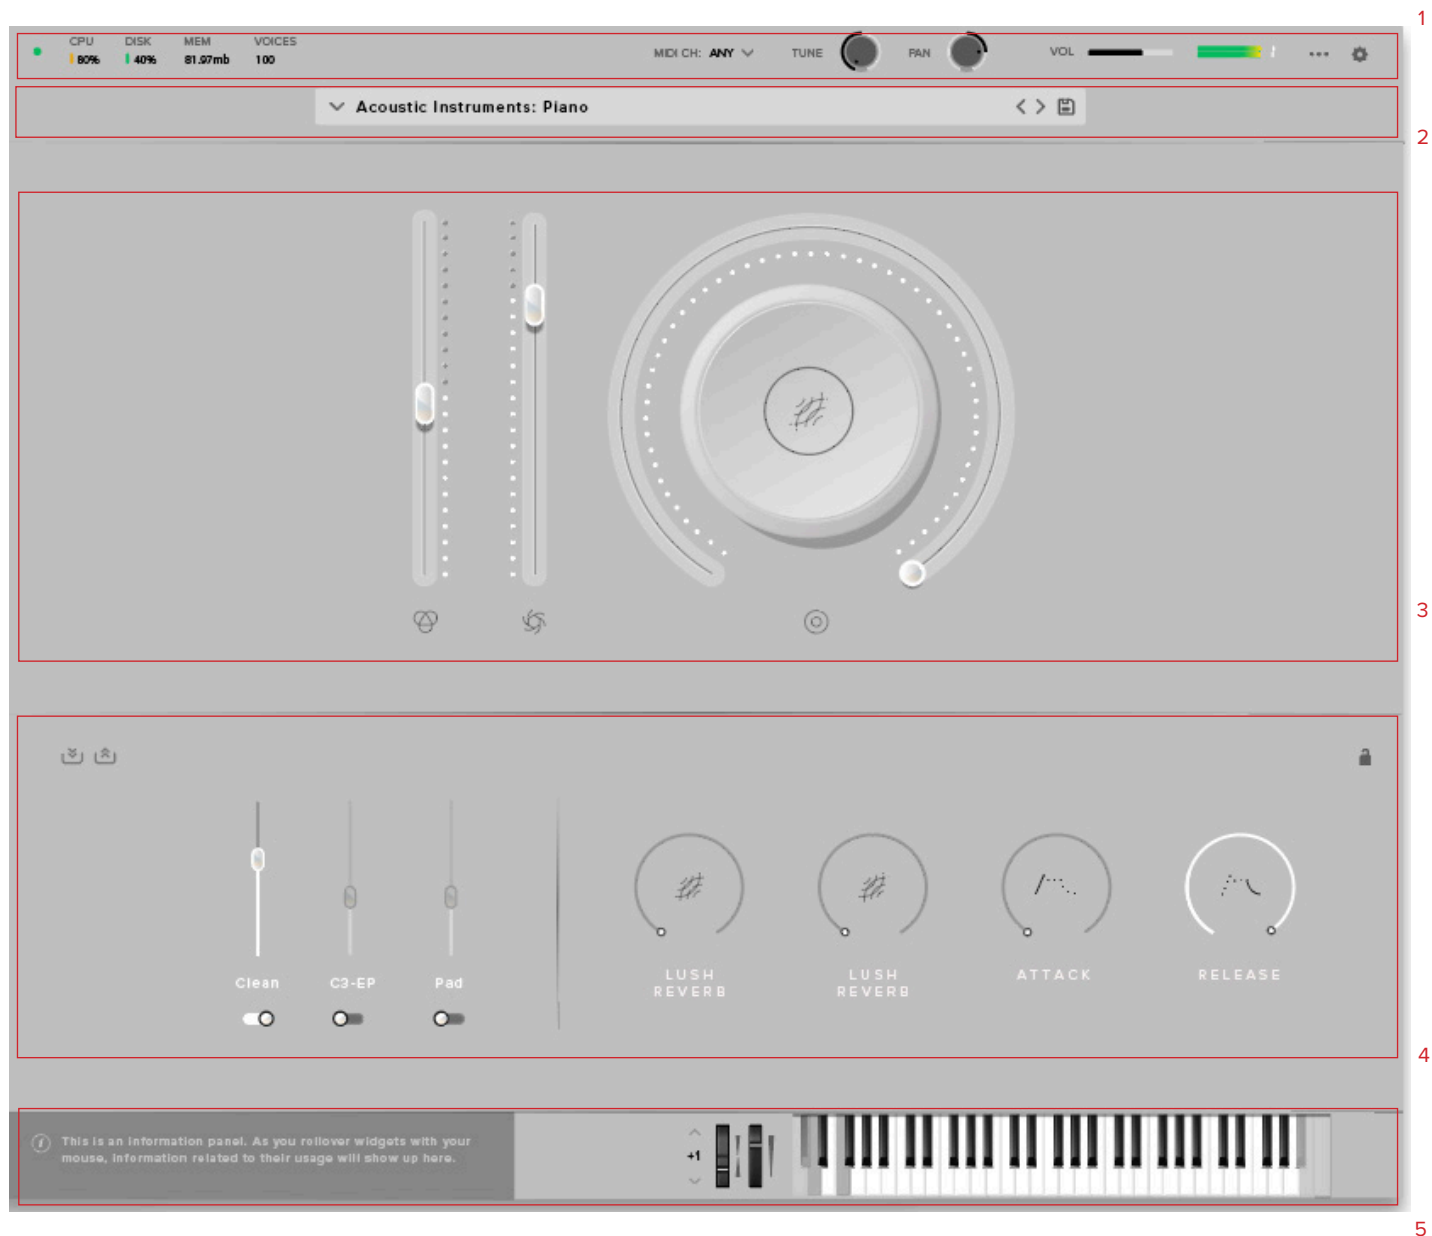 1
CPU DISK MEM VOICES
80% 40% 81.97mb 100
MIDI CH: ANY TUNE PAN VOL
Acoustic Instruments: Piano
2
3
Clean C3-EP Pad
LUSH
REVERB
LUSH
REVERB
ATTACK
RELEASE
4
This is an information panel. As you rollover widgets with your
mouse, information related to their usage will show up here.
+1
5